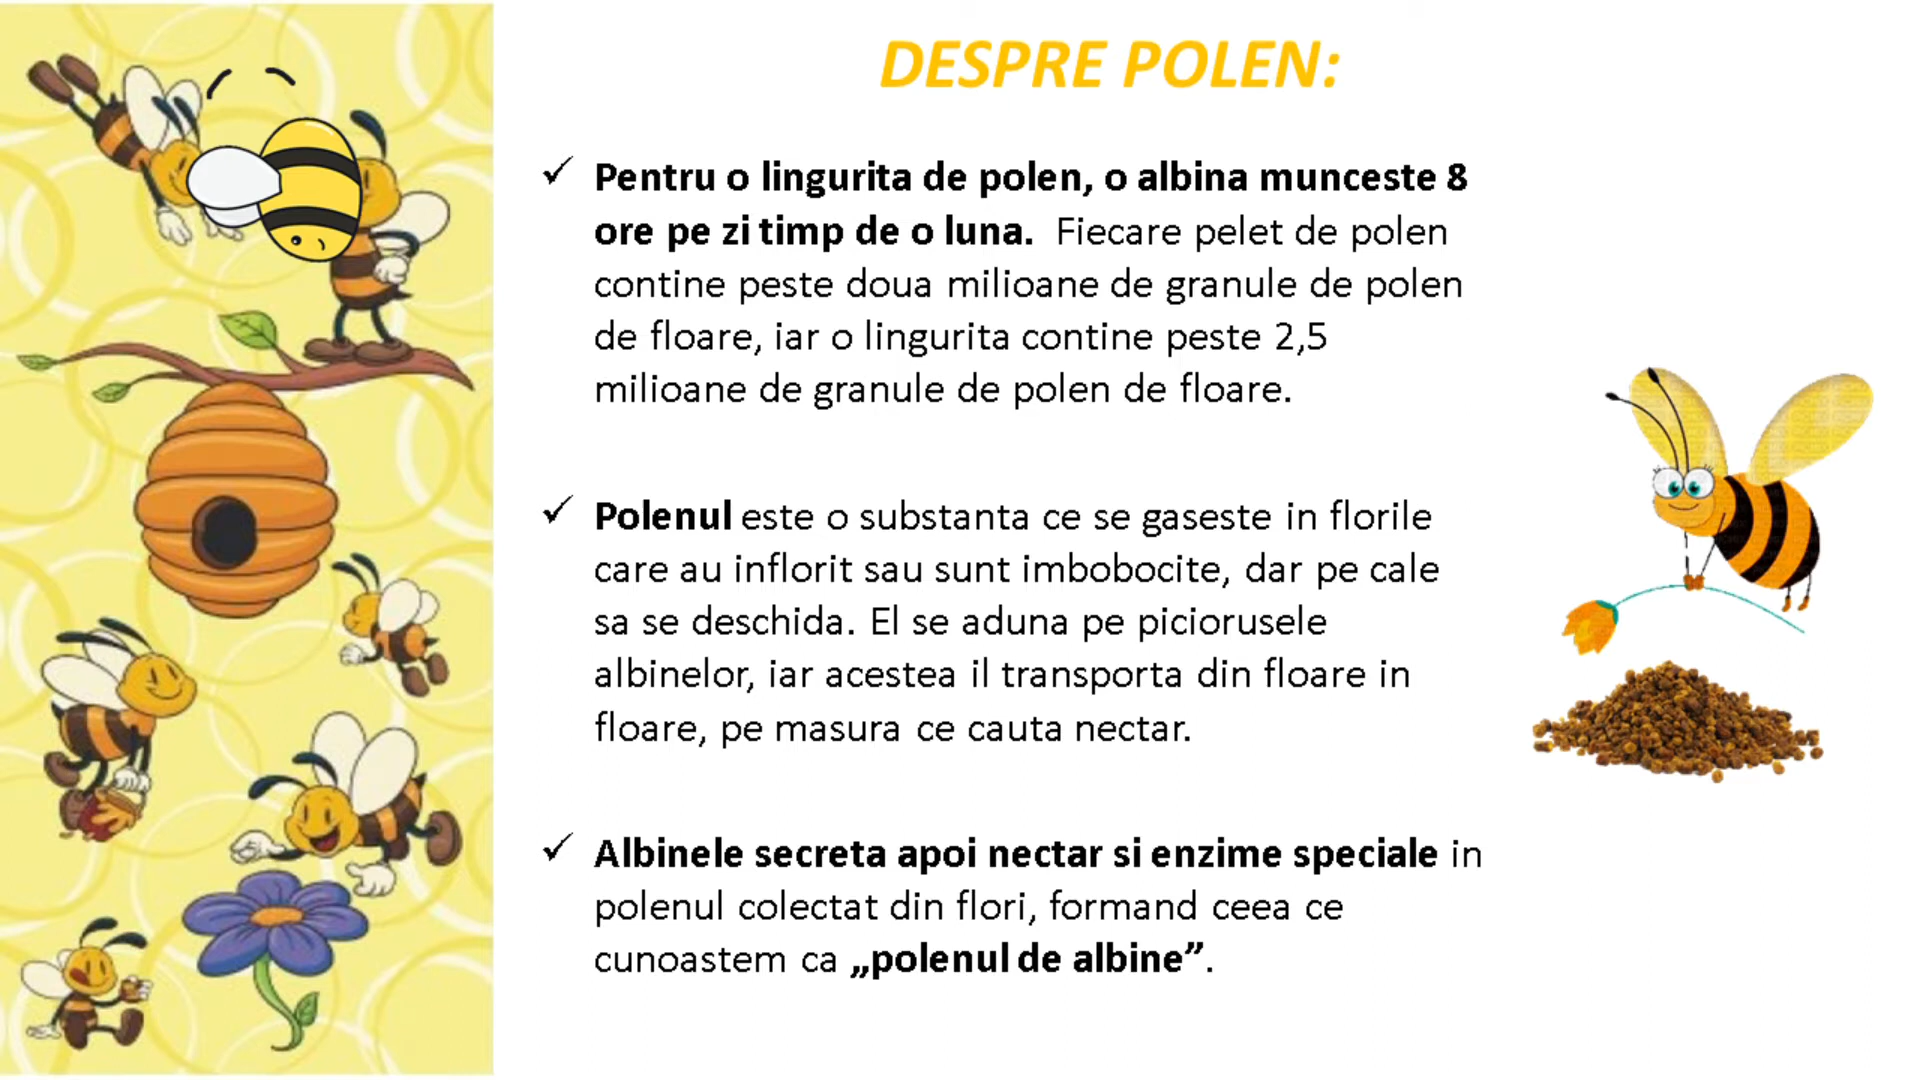 DESPRE POLEN:
✓ Pentru o lingurita de polen, o albina munceste 8
ore pe zi timp de o luna. Fiecare pelet de polen
contine peste doua milioane de granule de polen
de floare, iar o lingurita contine peste 2,5
milioane de granule de polen de floare.
✓ Polenul este o substanta ce se gaseste in florile
care au inflorit sau sunt imbobocite, dar pe cale
sa se deschida. El se aduna pe piciorusele
albinelor, iar acestea il transporta din floare in
floare, pe masura ce cauta nectar.
✓ Albinele secreta apoi nectar si enzime speciale in
polenul colectat din flori, formand ceea ce
cunoastem ca „polenul de albine”.